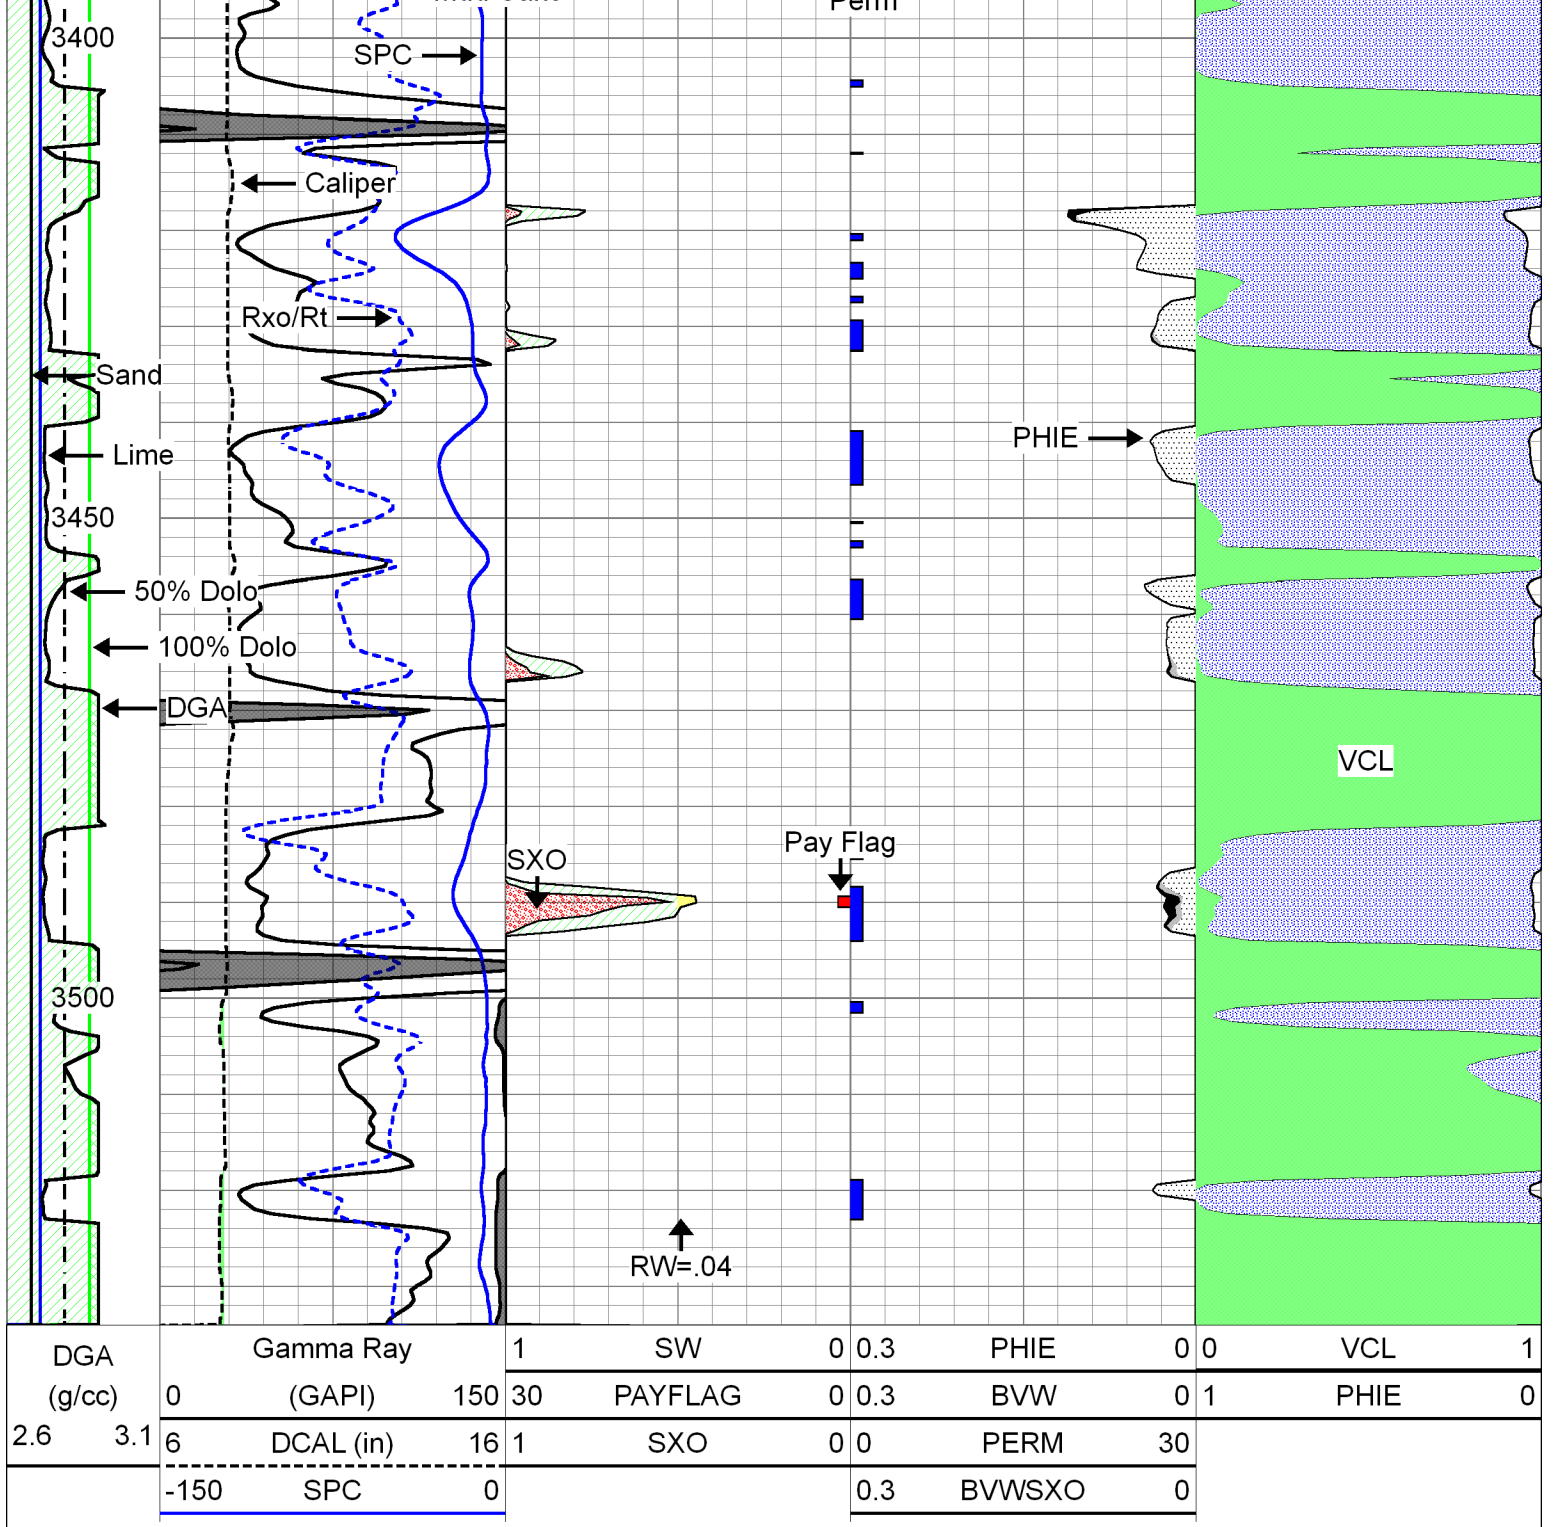 Perm
3400
SPC
Caliper
Rxo/Rt
Sand
PHIE
Lime
3450
50% Dolo
100% Dolo
DGA
VCL
Pay Flag
SXO
3500
RW=.04
DGA
(g/cc)
2.6 3.1
Gamma Ray
0 (GAPI) 150
6 DCAL (in) 16
-150 SPC 0
1 SW 0
30 PAYFLAG 0
1 SXO 0
0.3 PHIE 0
0.3 BVW 0
0 PERM 30
0.3 BVWSXO 0
0 VCL 1
1 PHIE 0